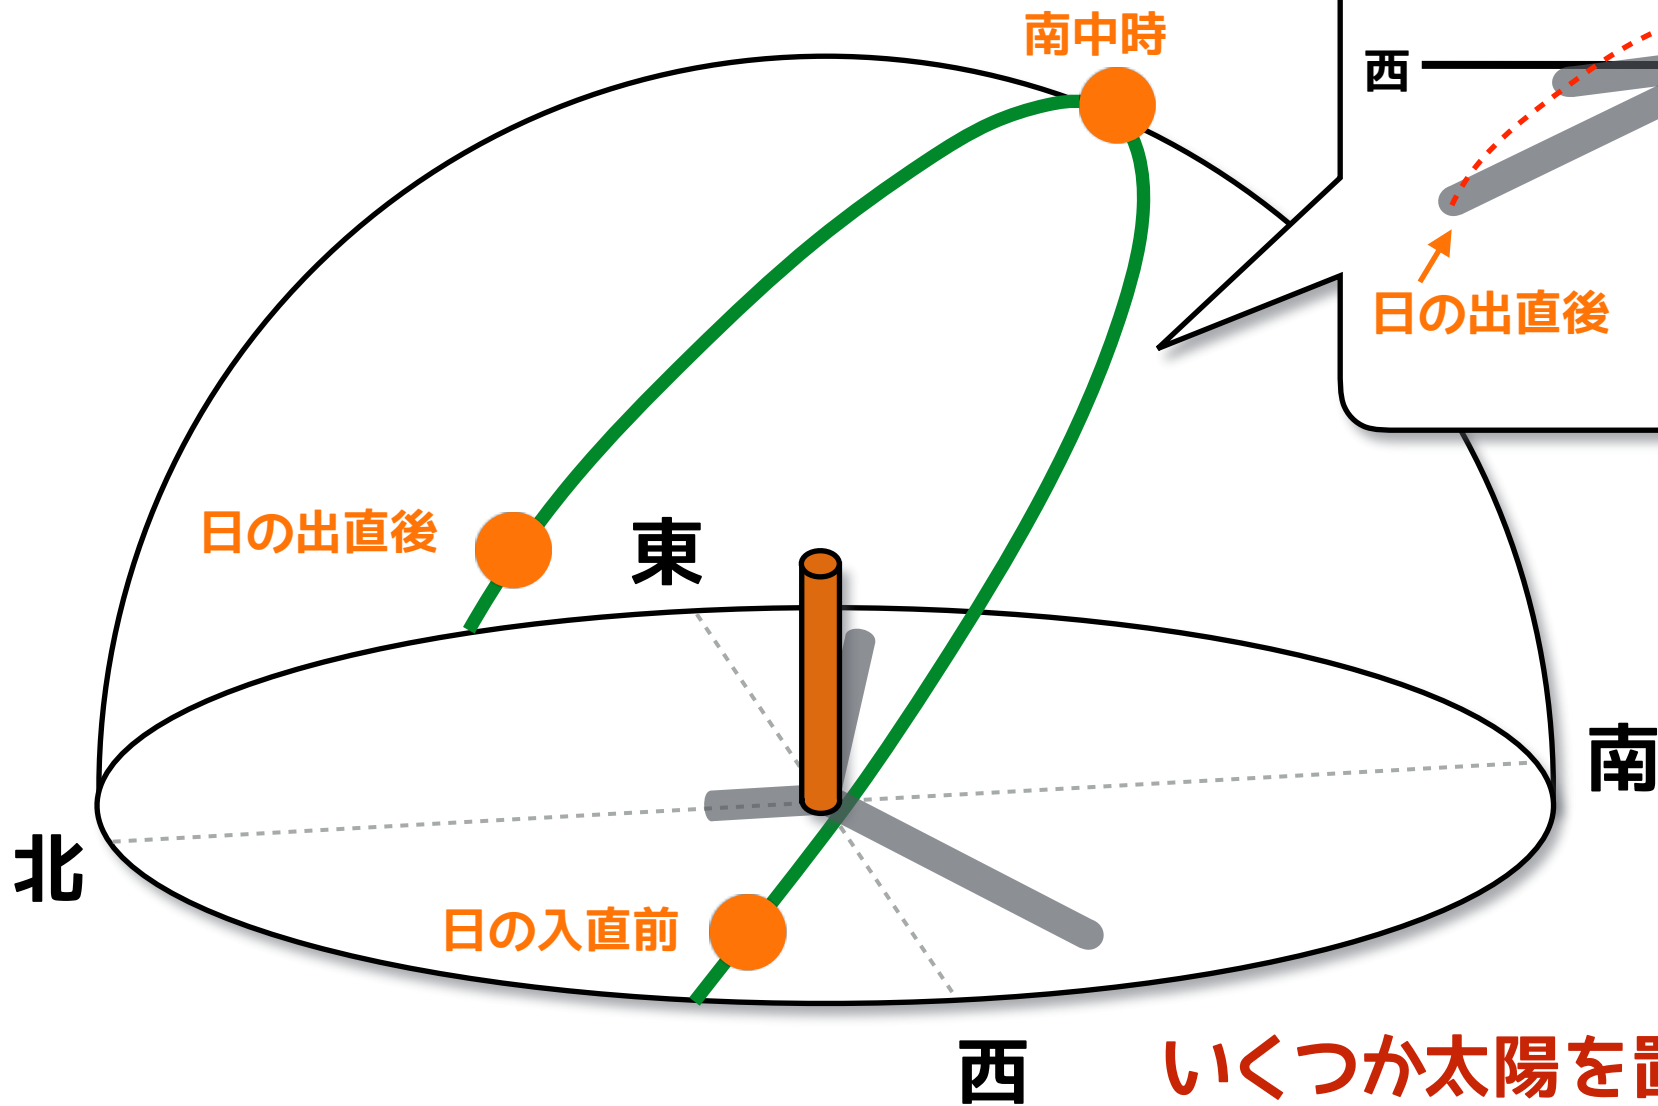 南中時
西
日の出直後
日の出直後
東
南
北
日の入直前
西
いくつか太陽を